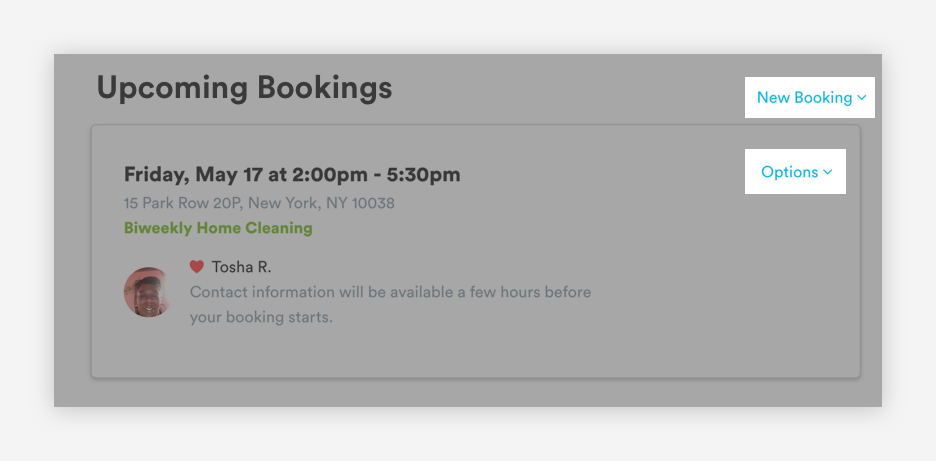 Upcoming Bookings
New Booking
Friday, May 17 at 2:00pm - 5:30pm
Options
15 Park Row 20P, New York, NY 10038
Biweekly Home Cleaning
Tosha R.
Contact information will be available a few hours before
your booking starts.